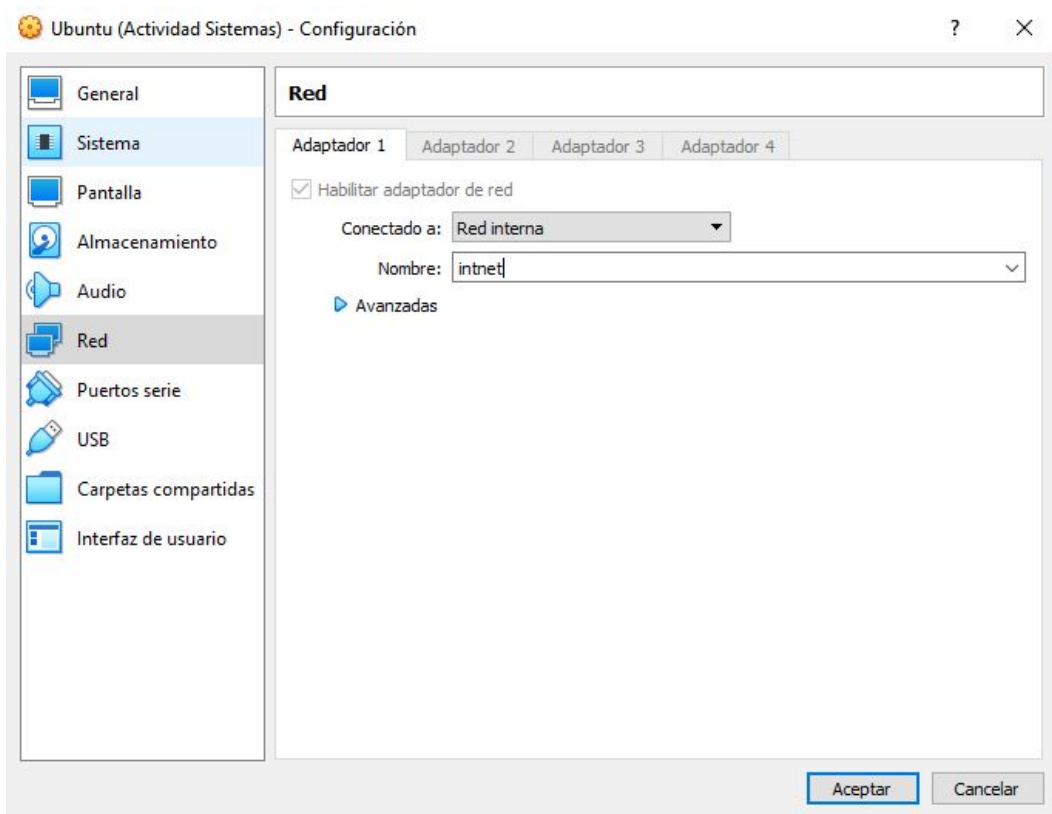 Ubuntu (Actividad Sistemas) - Configuración
?
General
Sistema
Pantalla
Almacenamiento
Audio
Red
Puertos serie
USB
Carpetas compartidas
Interfaz de usuario
Red
Adaptador 1 Adaptador 2 Adaptador 3 Adaptador 4
Habilitar adaptador de red
Conectado a: Red interna
Nombre: intnet
Avanzadas
Aceptar Cancelar